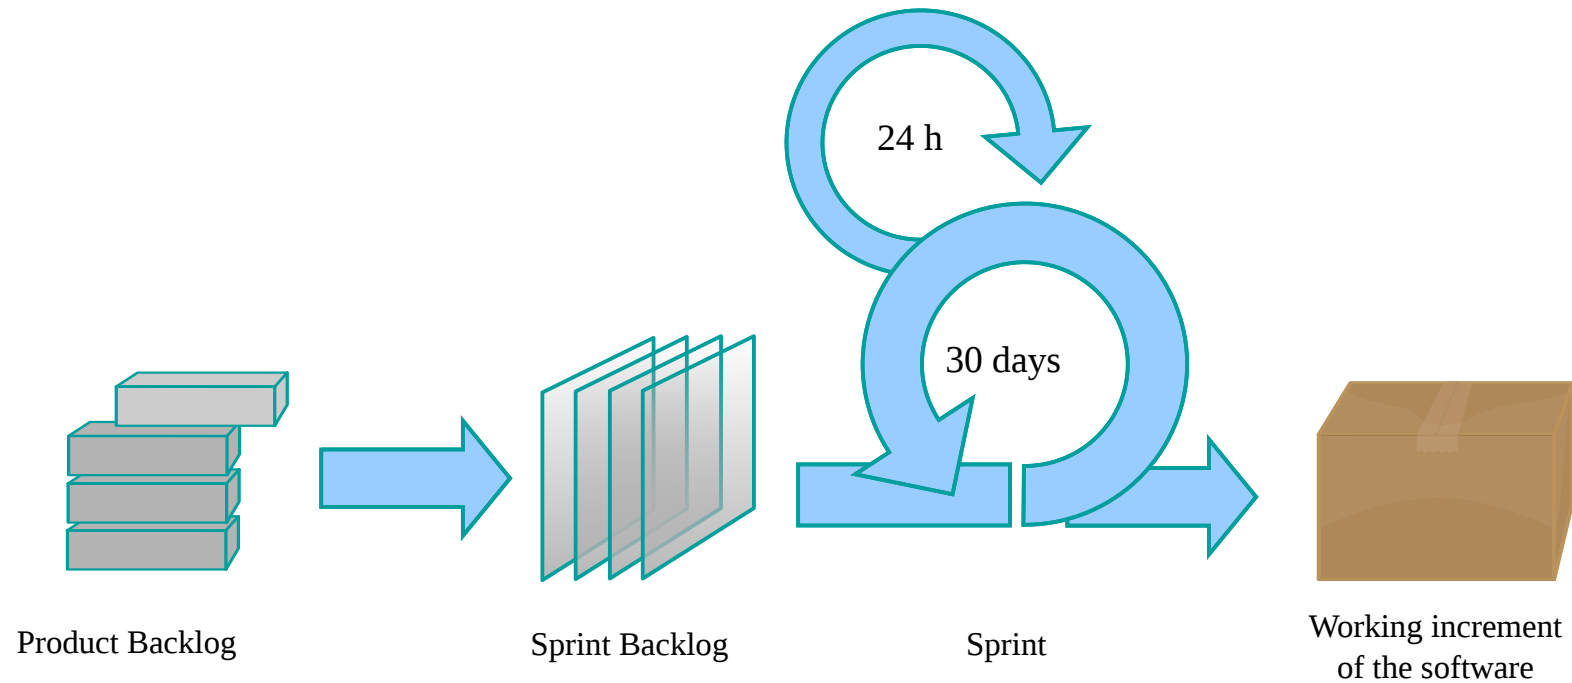 24 h
30 days
Product Backlog
Sprint Backlog
Sprint
Working increment
of the software